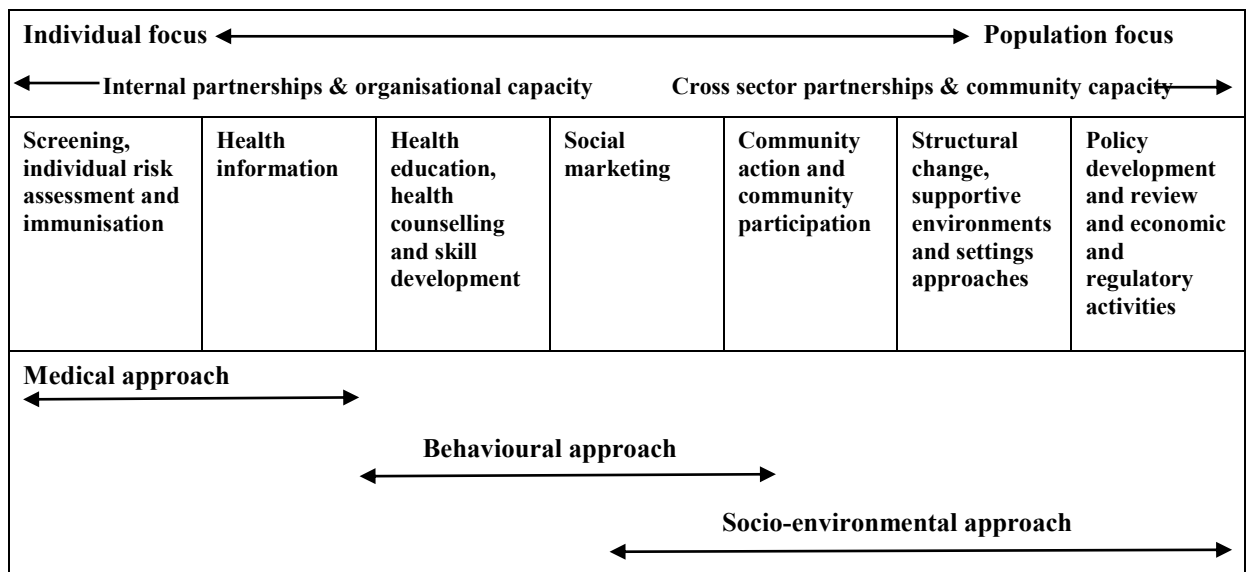 Individual focus
Population focus
Internal partnerships & organisational capacity
Cross sector partnerships & community capacity
Screening,
individual risk
assessment and
immunisation
Health
information
Health
education,
health
counselling
and skill
development
Social
marketing
Community
action and
community
participation
Structural
change,
supportive
environments
and settings
approaches
Policy
development
and review
and economic
and
regulatory
activities
Medical approach
Behavioural approach
Socio-environmental approach